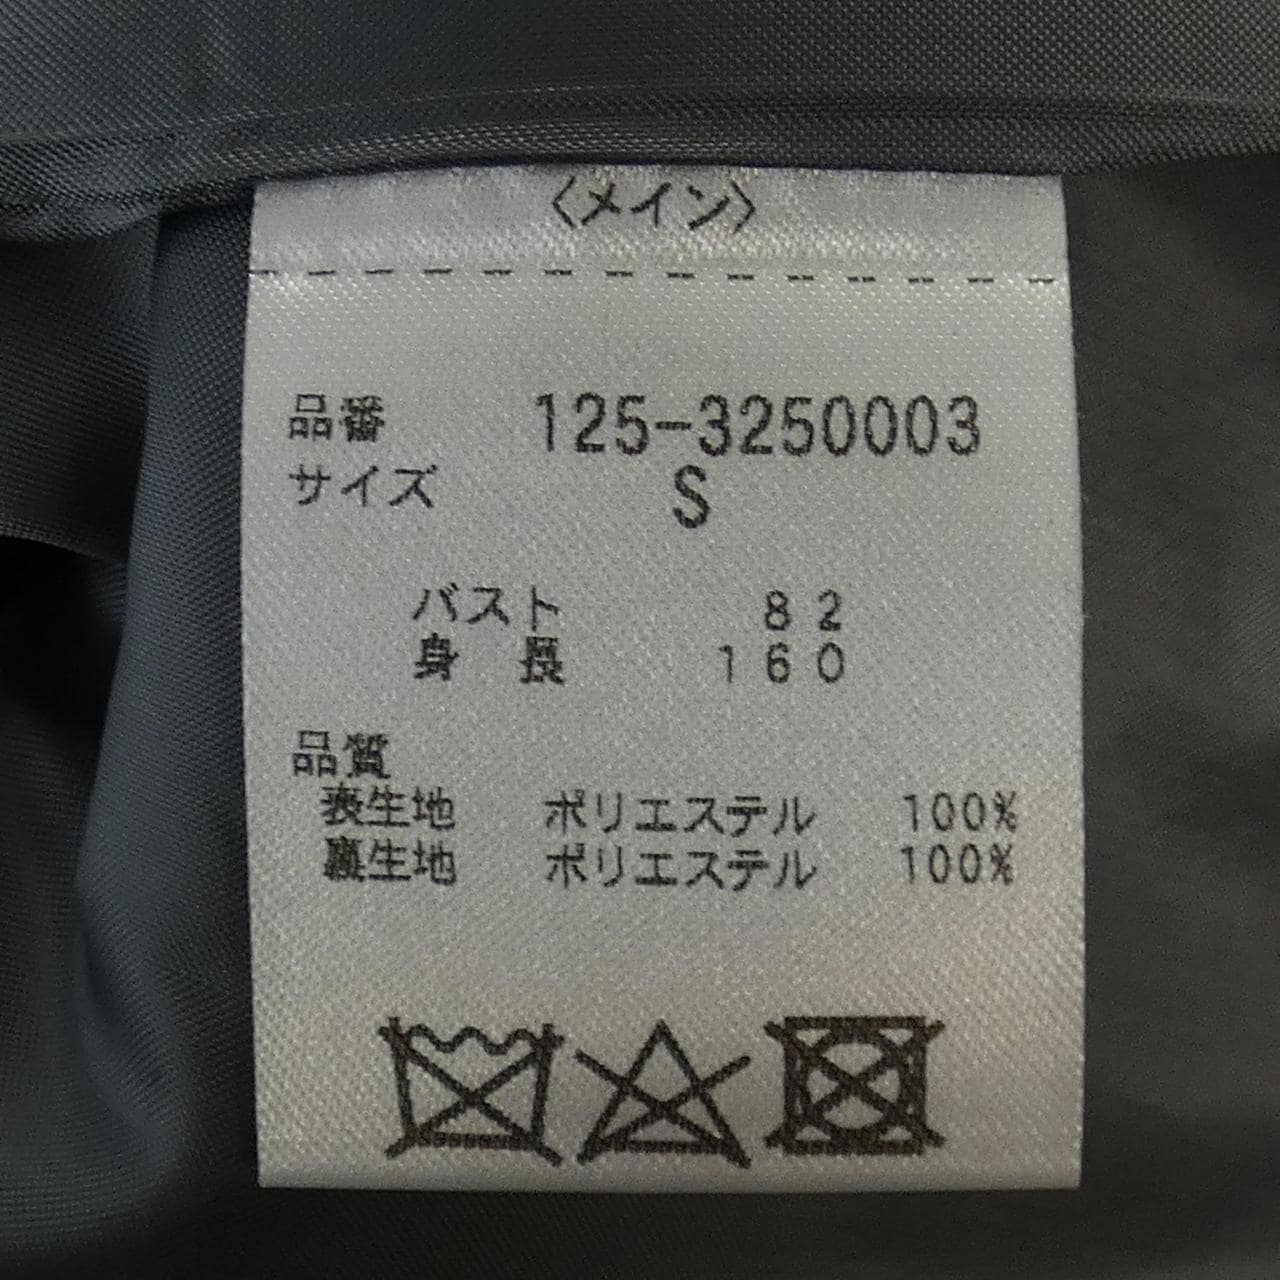 〈メイン〉
品番 125-3250003
サイズ S
バスト 82
身長 160
品質
表生地 ポリエステル 100%
裏生地 ポリエステル 100%